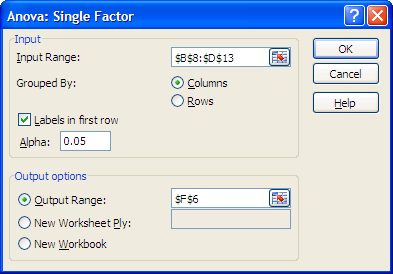 Anova: Single Factor
Input
Input Range: $B$8:$D$13
Grouped By: Columns
Rows
Labels in first row
Alpha: 0.05
OK
Cancel
Help
Output options
Output Range: $F$6
New Worksheet Ply:
New Workbook